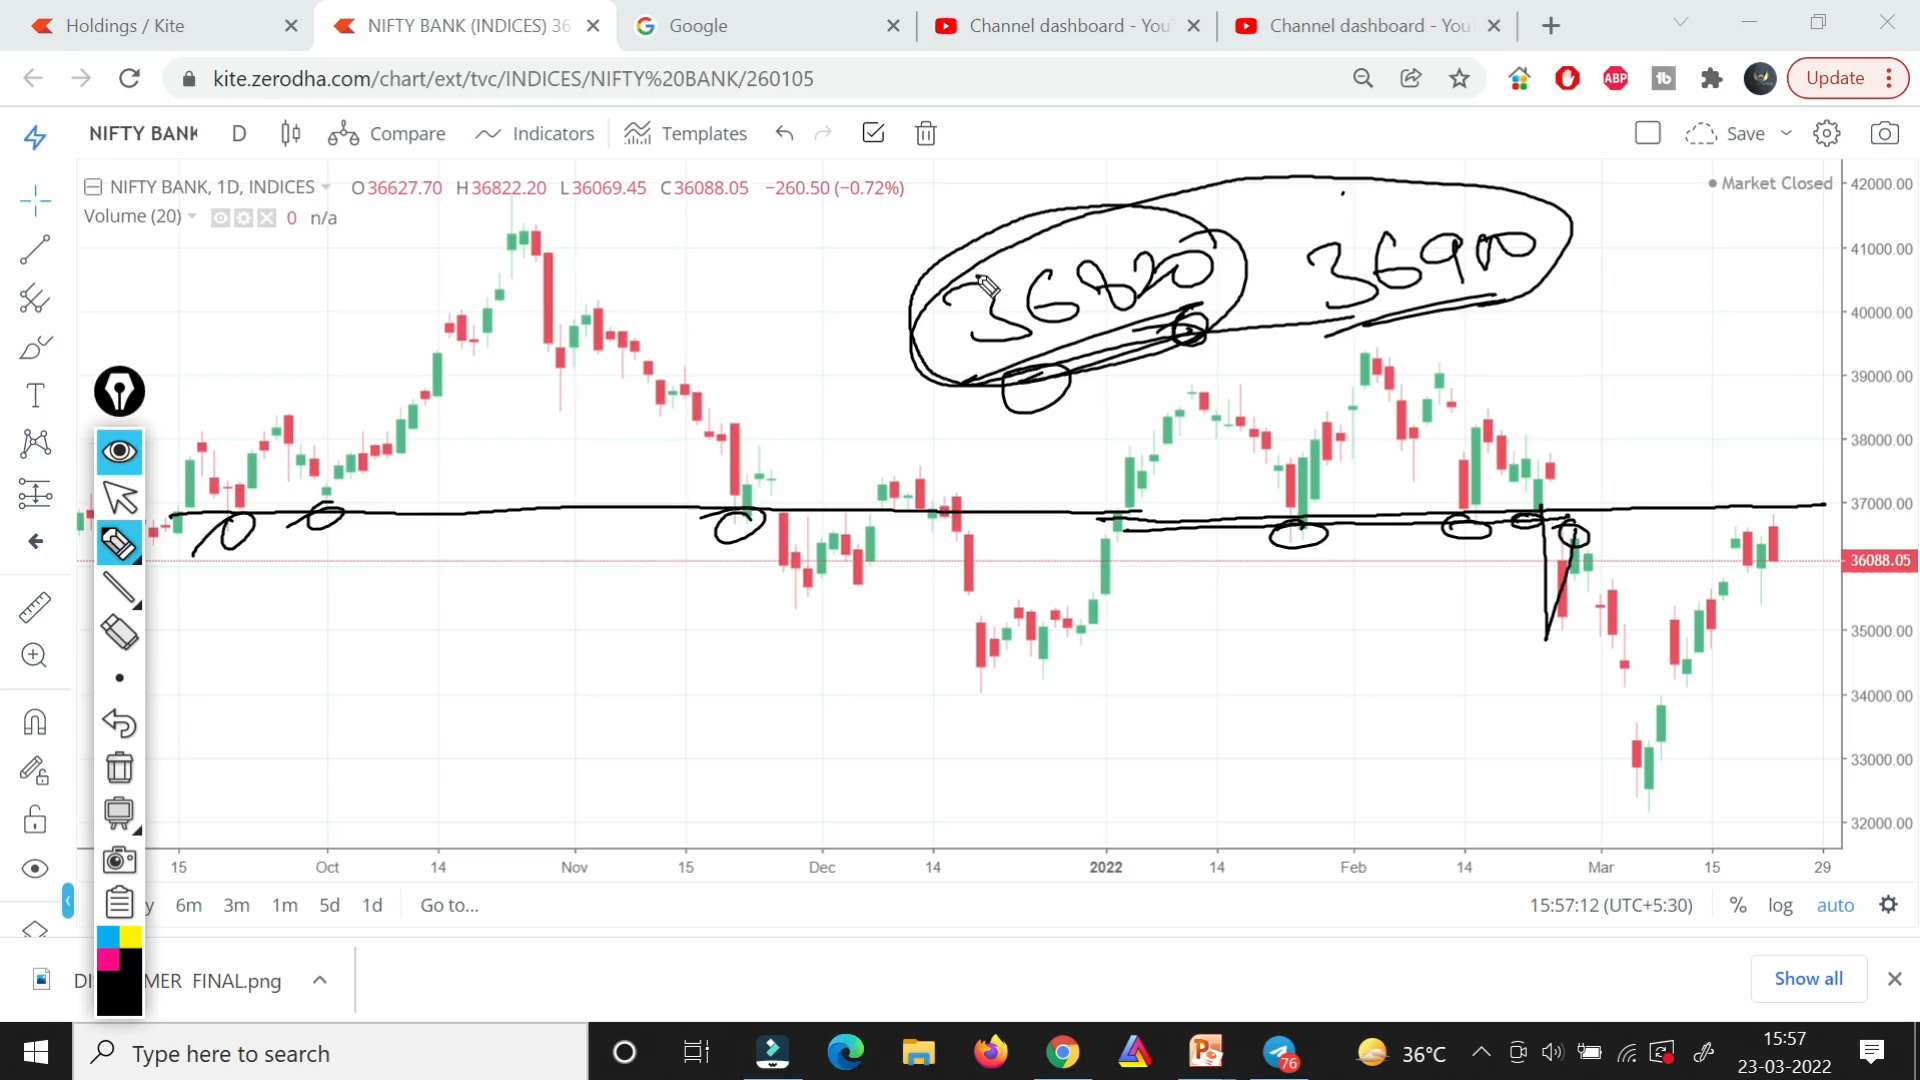 Holdings / Kite
NIFTY BANK (INDICES) 36
Google
Channel dashboard - You
Channel dashboard - You
kite.zerodha.com/chart/ext/tvc/INDICES/NIFTY%20BANK/260105
ABP
Update
NIFTY BANK
D
Compare
Indicators
Templates
Save
NIFTY BANK, 1D, INDICES
O36627.70 H36822.20 L36069.45 C36088.05 −260.50 (−0.72%)
Market Closed
Volume (20)
0 n/a
36820
36900
42000.00
41000.00
40000.00
39000.00
38000.00
37000.00
36088.05
35000.00
34000.00
33000.00
32000.00
15 Oct 14 Nov 15 Dec 14 2022 14 Feb 14 Mar 15 29
y 6m 3m 1m 5d 1d Go to...
15:57:12 (UTC+5:30) % log auto
DI MER FINAL.png
Show all
Type here to search
76
36°C
15:57
23-03-2022